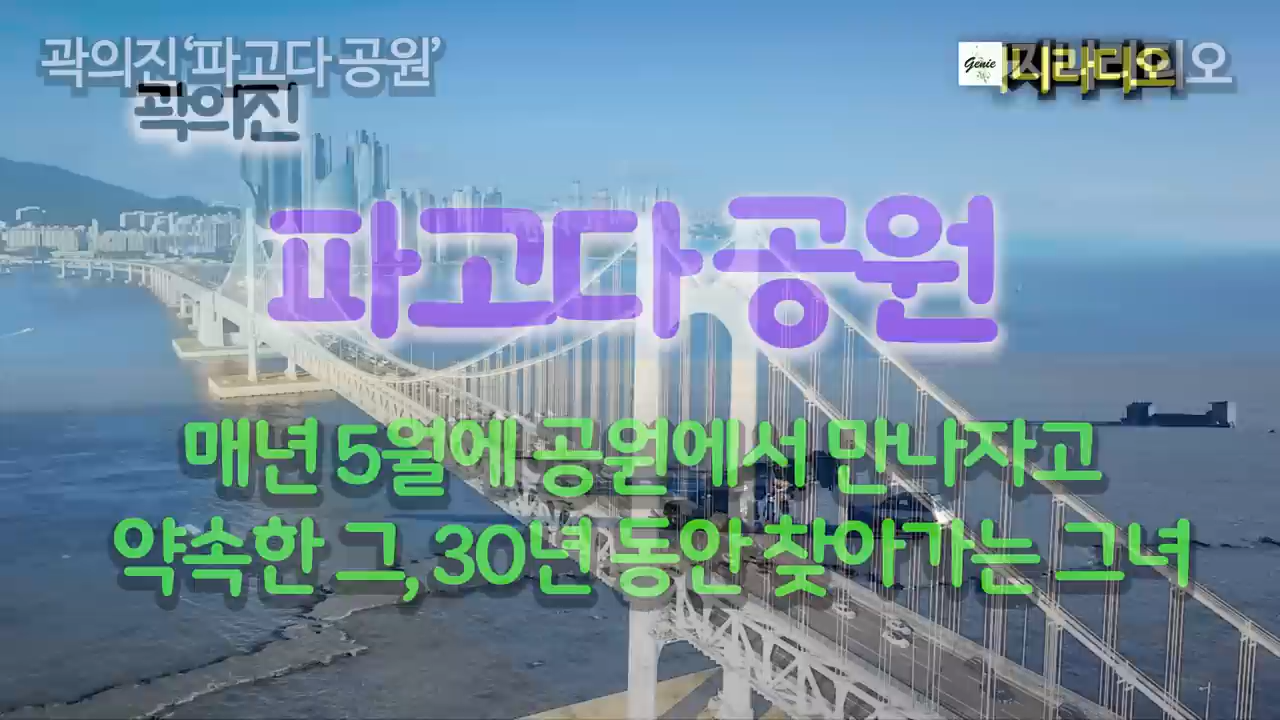 곽의진 ‘파고다 공원’
곽의진
Genie
지라디오
파고다 공원
매년 5월에 공원에서 만나자고
약속한 그, 30년 동안 찾아가는 그녀